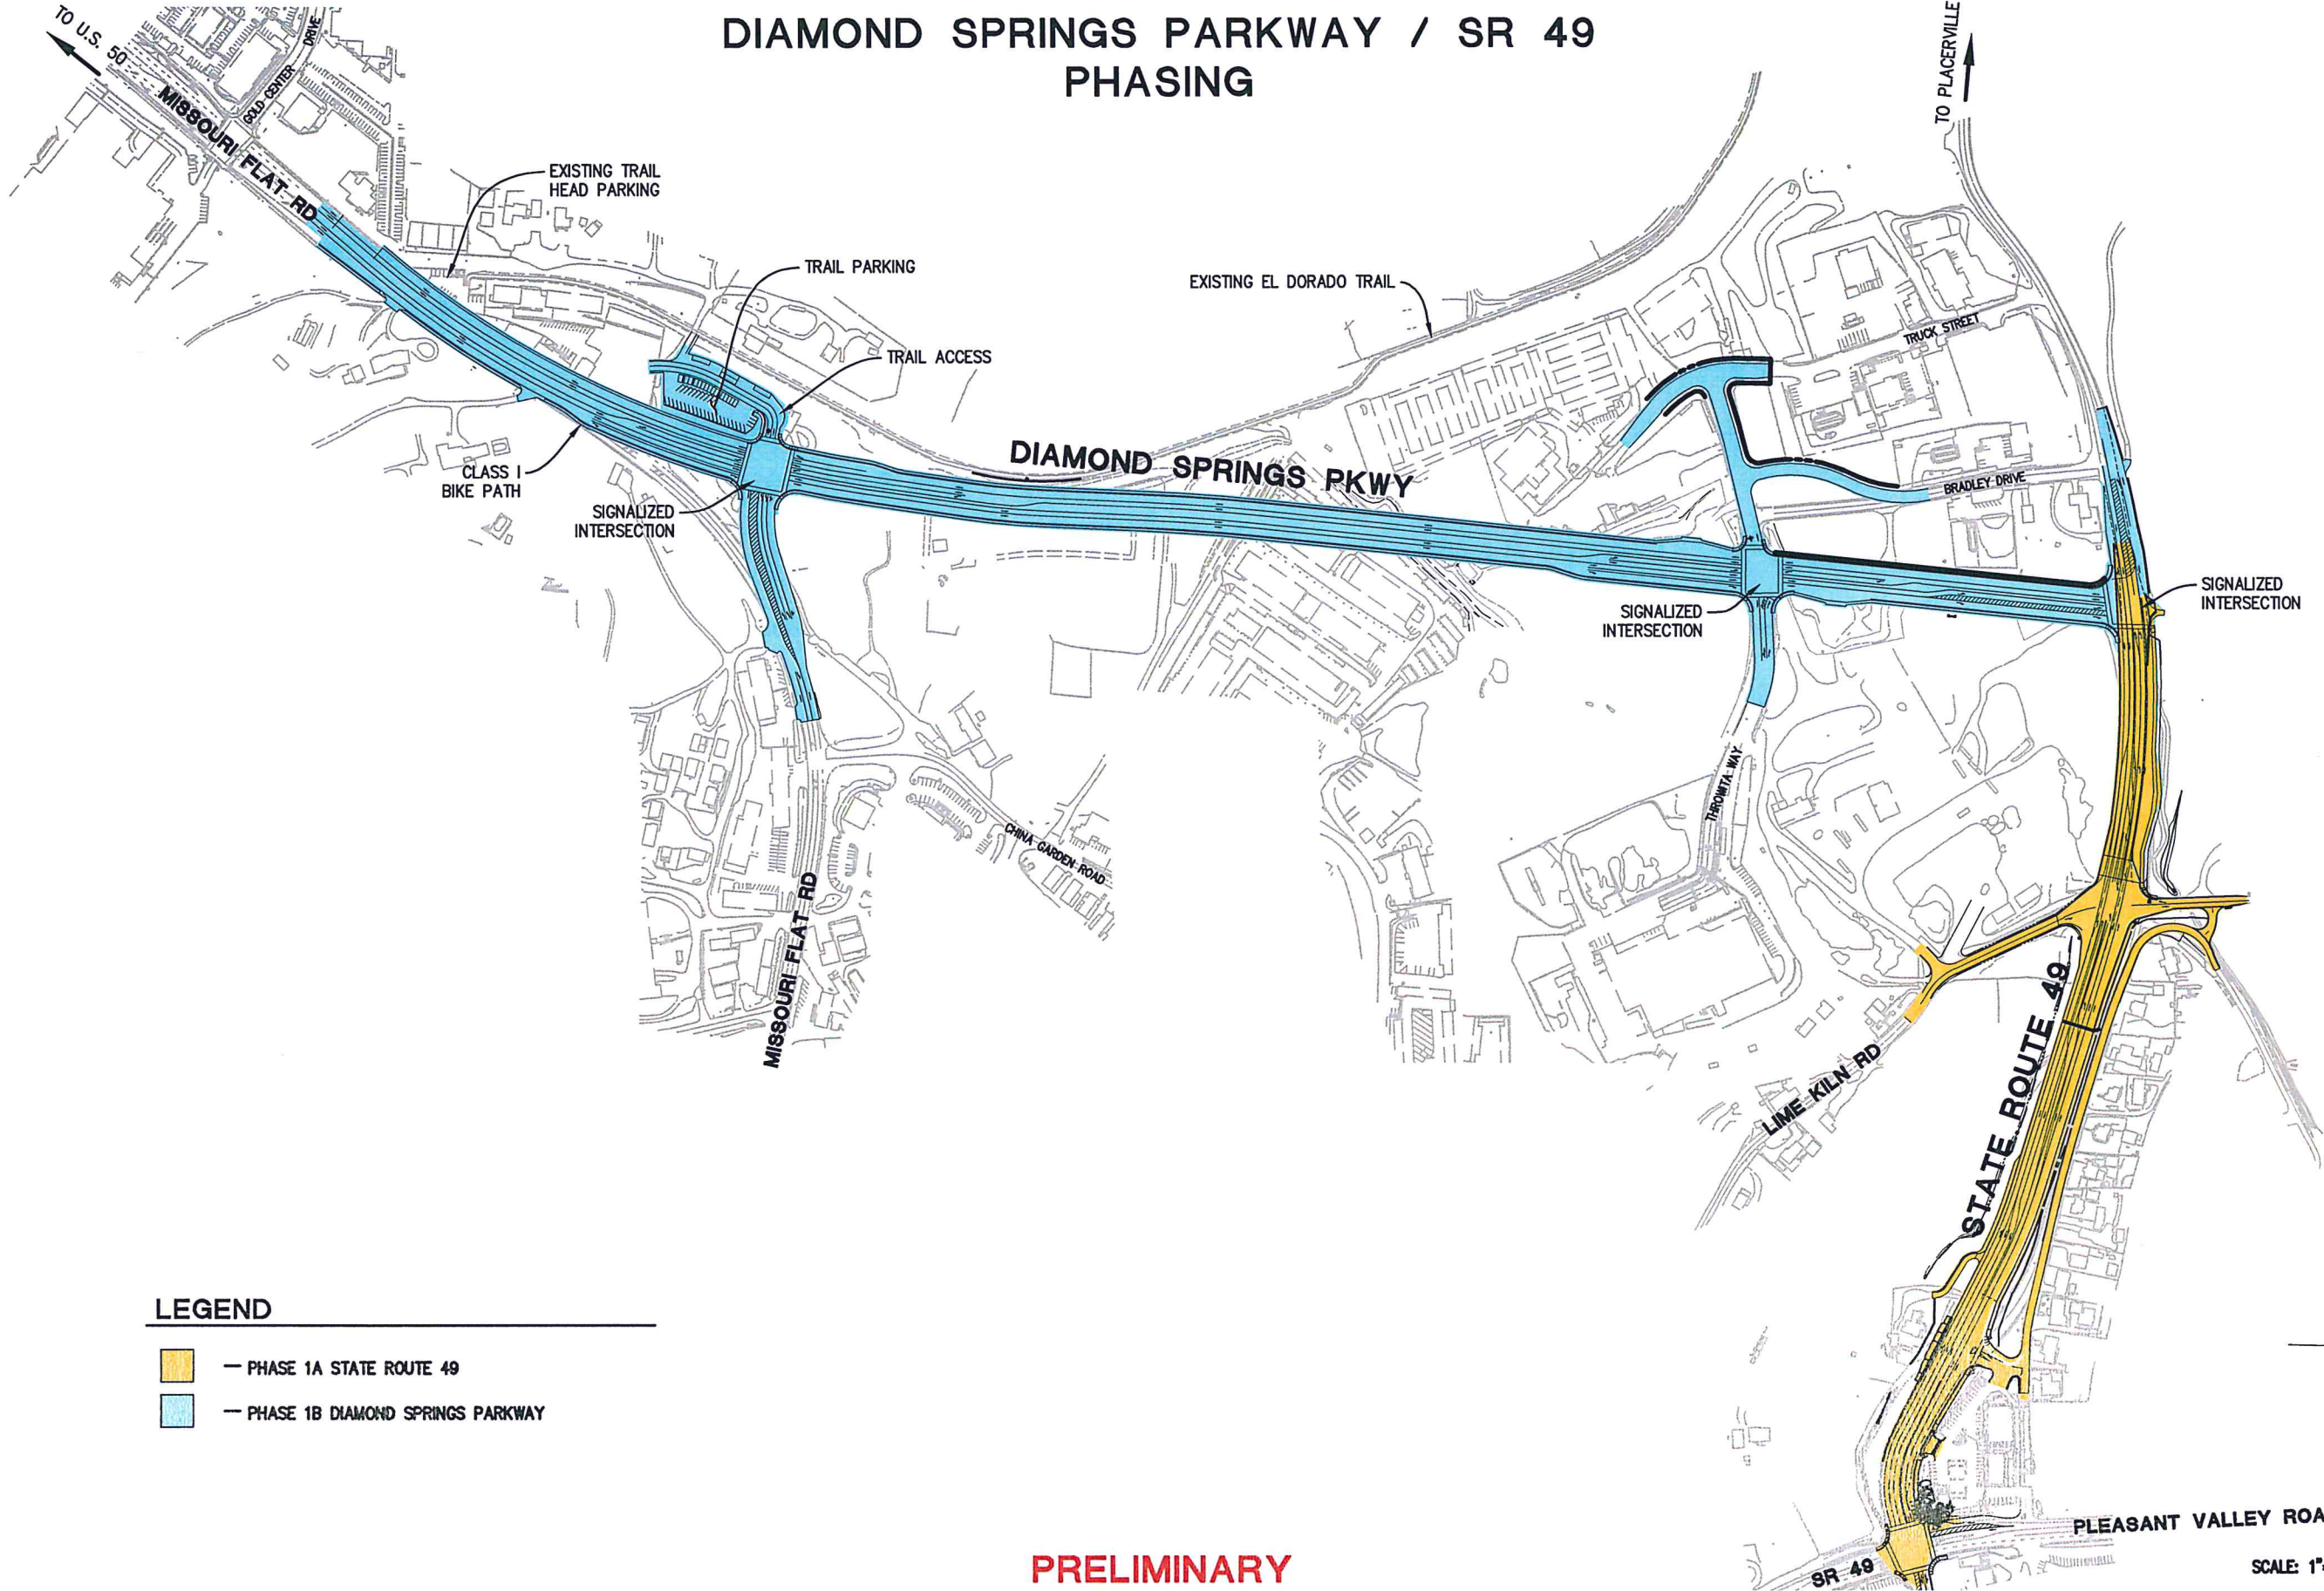 DIAMOND SPRINGS PARKWAY / SR 49
PHASING
TO U.S. 50
DRIVE
GOLD CENTER
MISSOURI FLAT RD
TO PLACERVILLE
EXISTING TRAIL
HEAD PARKING
TRAIL PARKING
TRAIL ACCESS
EXISTING EL DORADO TRAIL
TRUCK STREET
CLASS I
BIKE PATH
SIGNALIZED
INTERSECTION
DIAMOND SPRINGS PKWY
BRADLEY DRIVE
SIGNALIZED
INTERSECTION
SIGNALIZED
INTERSECTION
THROWITA WAY
CHINA GARDEN ROAD
MISSOURI FLAT RD
LIME KILN RD
STATE ROUTE 49
LEGEND
— PHASE 1A STATE ROUTE 49
— PHASE 1B DIAMOND SPRINGS PARKWAY
PLEASANT VALLEY ROA
SR 49
SCALE: 1"
PRELIMINARY